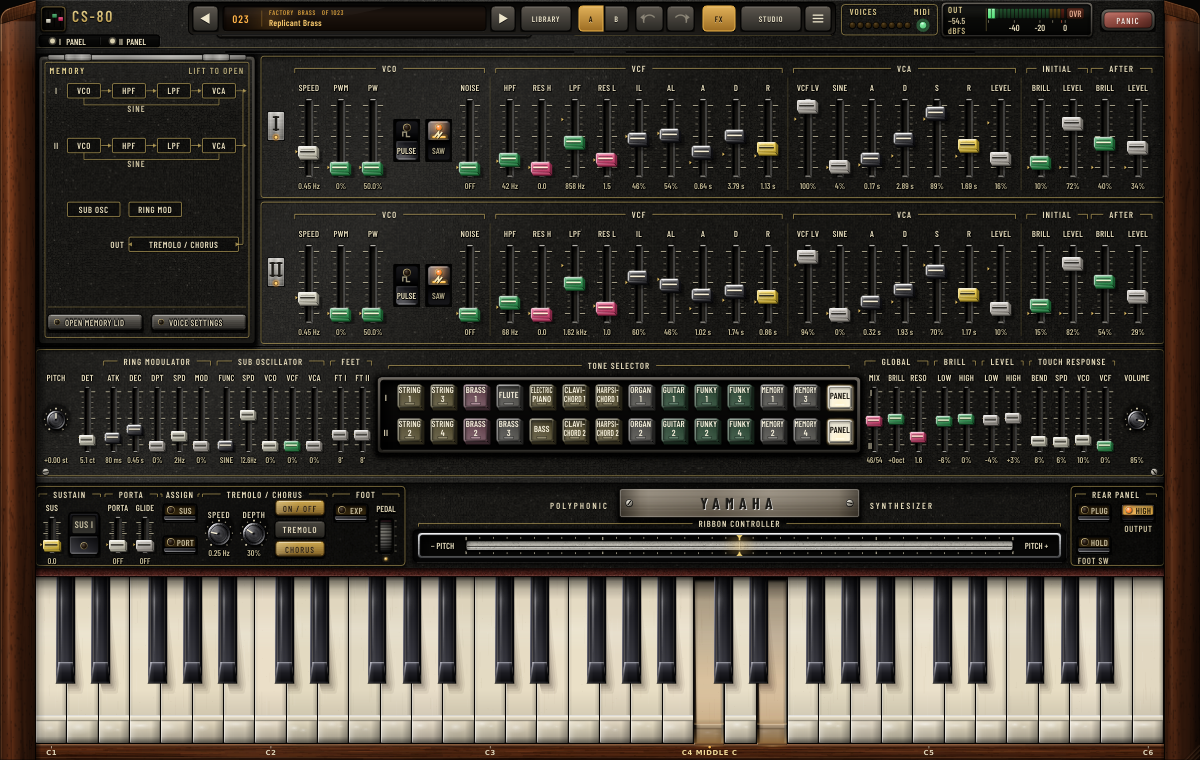 CS-80
023
FACTORY BRASS OF 1023
Replicant Brass
LIBRARY
A
B
FX
STUDIO
VOICES
MIDI
OUT
-54.5
dBFS
-40
-20
0
OVR
PANIC
I PANEL
II PANEL
MEMORY
LIFT TO OPEN
I
VCO
HPF
LPF
VCA
SINE
II
VCO
HPF
LPF
VCA
SINE
SUB OSC
RING MOD
OUT
TREMOLO / CHORUS
OPEN MEMORY LID
VOICE SETTINGS
VCO
VCF
VCA
INITIAL
AFTER
SPEED PWM PW NOISE HPF RES H LPF RES L IL AL A D R VCF LV SINE A D S R LEVEL BRILL LEVEL BRILL LEVEL
I
PULSE
SAW
0.45 Hz 0% 50.0% OFF 42 Hz 0.0 858 Hz 1.5 46% 54% 0.64 s 3.79 s 1.13 s 100% 4% 0.17 s 2.89 s 89% 1.69 s 16% 10% 72% 40% 34%
VCO
VCF
VCA
INITIAL
AFTER
SPEED PWM PW NOISE HPF RES H LPF RES L IL AL A D R VCF LV SINE A D S R LEVEL BRILL LEVEL BRILL LEVEL
II
PULSE
SAW
0.45 Hz 0% 50.0% OFF 68 Hz 0.0 1.62 kHz 1.0 60% 46% 1.02 s 1.74 s 0.86 s 94% 0% 0.32 s 1.93 s 70% 1.17 s 10% 15% 62% 54% 29%
RING MODULATOR
SUB OSCILLATOR
FEET
TONE SELECTOR
GLOBAL
BRILL
LEVEL
TOUCH RESPONSE
PITCH DET ATK DEC DPT SPD MOD FUNC SPD VCO VCF VCA FT I FT II
MIX BRILL RESO LOW HIGH LOW HIGH BEND SPD VCO VCF VOLUME
I
STRING 1
STRING 3
BRASS 1
FLUTE
ELECTRIC PIANO
CLAVI-CHORD 1
HARPSI-CHORD 1
ORGAN 1
GUITAR 1
FUNKY 1
FUNKY 3
MEMORY 1
MEMORY 3
PANEL
I
II
STRING 2
STRING 4
BRASS 2
BRASS 3
BASS
CLAVI-CHORD 2
HARPSI-CHORD 2
ORGAN 2
GUITAR 2
FUNKY 2
FUNKY 4
MEMORY 2
MEMORY 4
PANEL
II
+0.00 st 5.1 ct 80 ms 0.45 s 0% 2Hz 0% SINE 12.8Hz 0% 0% 0% 8' 8'
46/54 +0oct 1.6 -6% 0% -4% +3% 8% 6% 10% 0% 85%
SUSTAIN
PORTA
ASSIGN
TREMOLO / CHORUS
FOOT
SUS
SUS I
PORTA
GLIDE
SUS
PORT
SPEED
DEPTH
ON / OFF
TREMOLO
CHORUS
EXP
PEDAL
0.0
OFF
OFF
0.25 Hz
30%
POLYPHONIC
YAMAHA
SYNTHESIZER
RIBBON CONTROLLER
- PITCH
PITCH +
REAR PANEL
PLUG
HIGH
OUTPUT
HOLD
FOOT SW
C1
C2
C3
C4 MIDDLE C
C5
C6